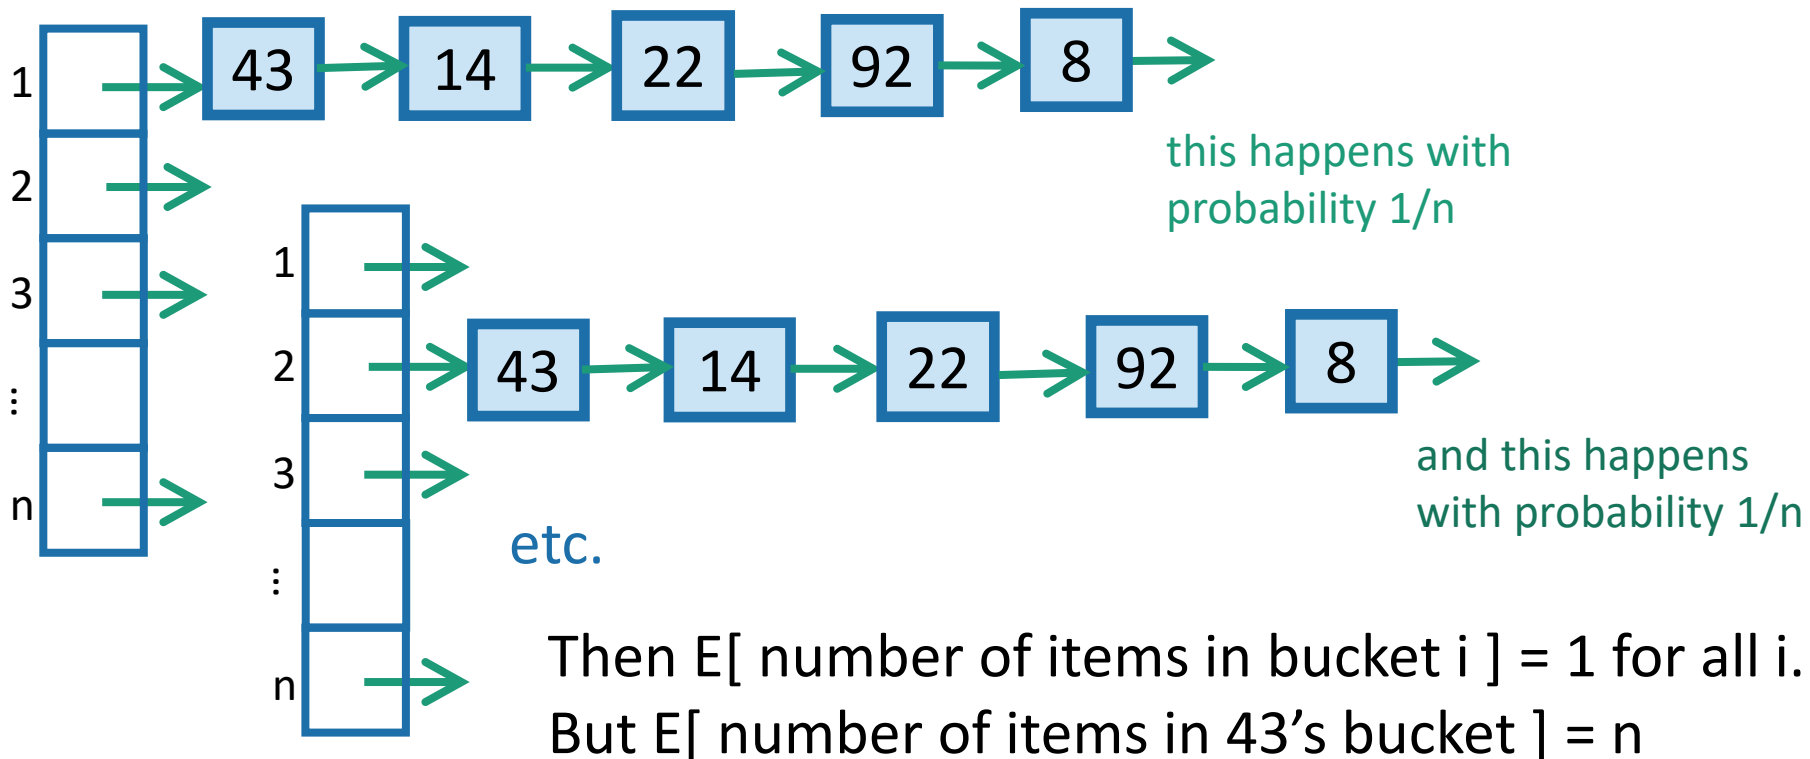 1
43 14 22 92 8
2
3
⋮
n
this happens with
probability 1/n
1
2
43 14 22 92 8
3
⋮
n
and this happens
with probability 1/n
etc.
Then E[ number of items in bucket i ] = 1 for all i.
But E[ number of items in 43’s bucket ] = n